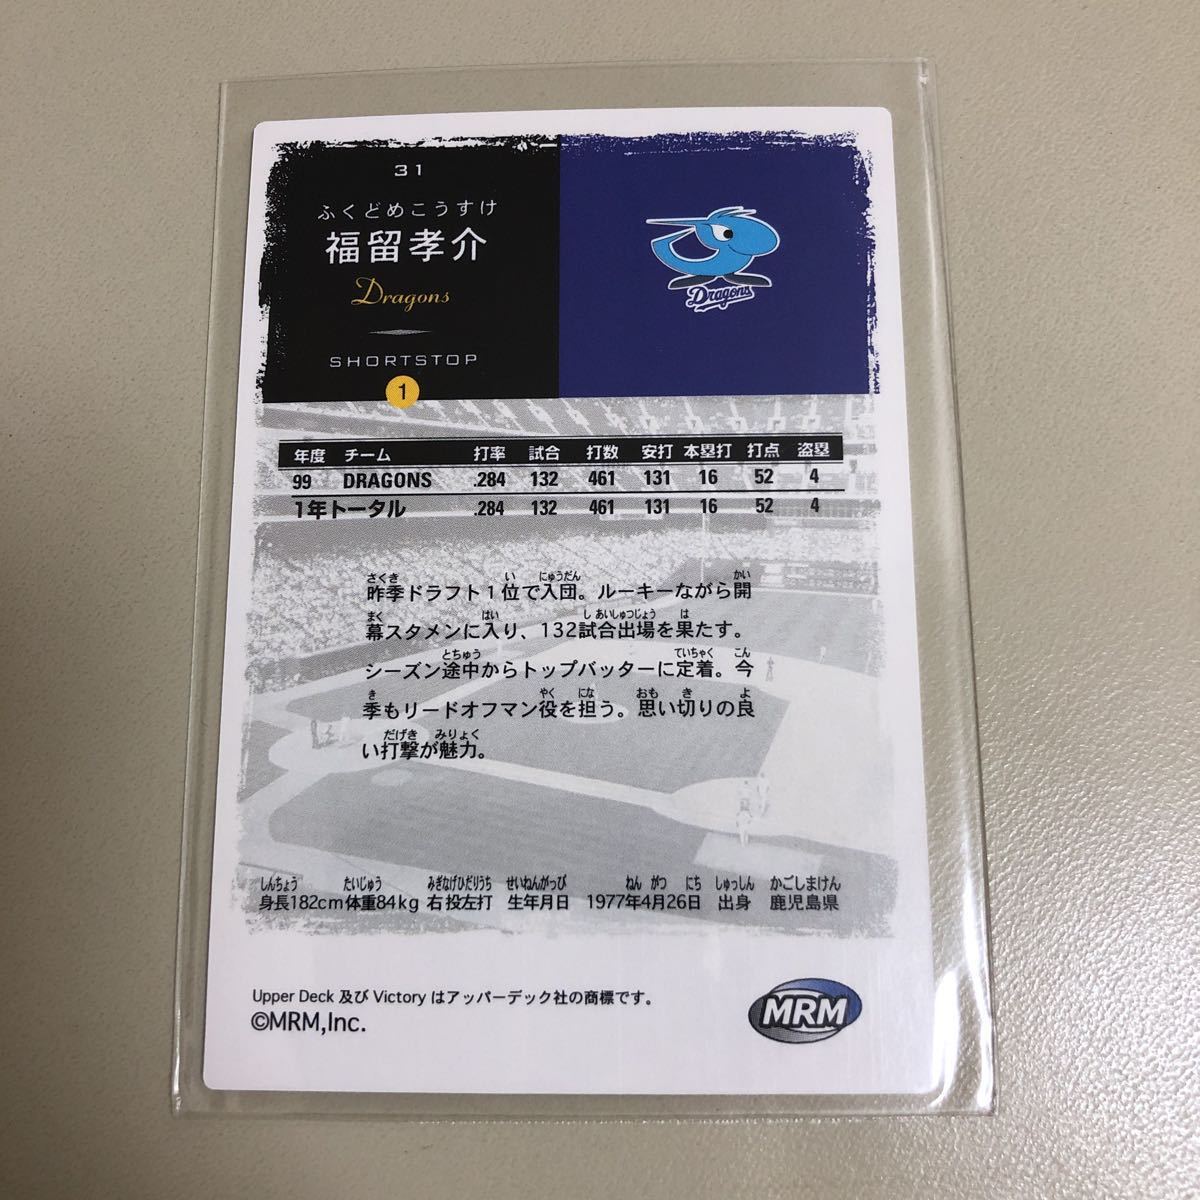 31
ふくどめこうすけ
福留孝介
Dragons
SHORTSTOP
1
Dragons
年度 チーム 打率 試合 打数 安打 本塁打 打点 盗塁
99 DRAGONS .284 132 461 131 16 52 4
1年トータル .284 132 461 131 16 52 4
さくき い にゅうだん かい
昨季ドラフト1位で入団。ルーキーながら開
まく はい しあいしゅつじょう は
幕スタメンに入り、132試合出場を果たす。
とちゅう ていちゃく こん
シーズン途中からトップバッターに定着。今
き やく にな おも き よ
季もリードオフマン役を担う。思い切りの良
だげき みりょく
い打撃が魅力。
しんちょう たいじゅう みぎなげひだりうち せいねんがっぴ ねん がつ にち しゅっしん かごしまけん
身長182cm 体重84kg 右投左打 生年月日 1977年4月26日 出身 鹿児島県
Upper Deck 及び Victory はアッパーデック社の商標です。
©MRM,Inc.
MRM